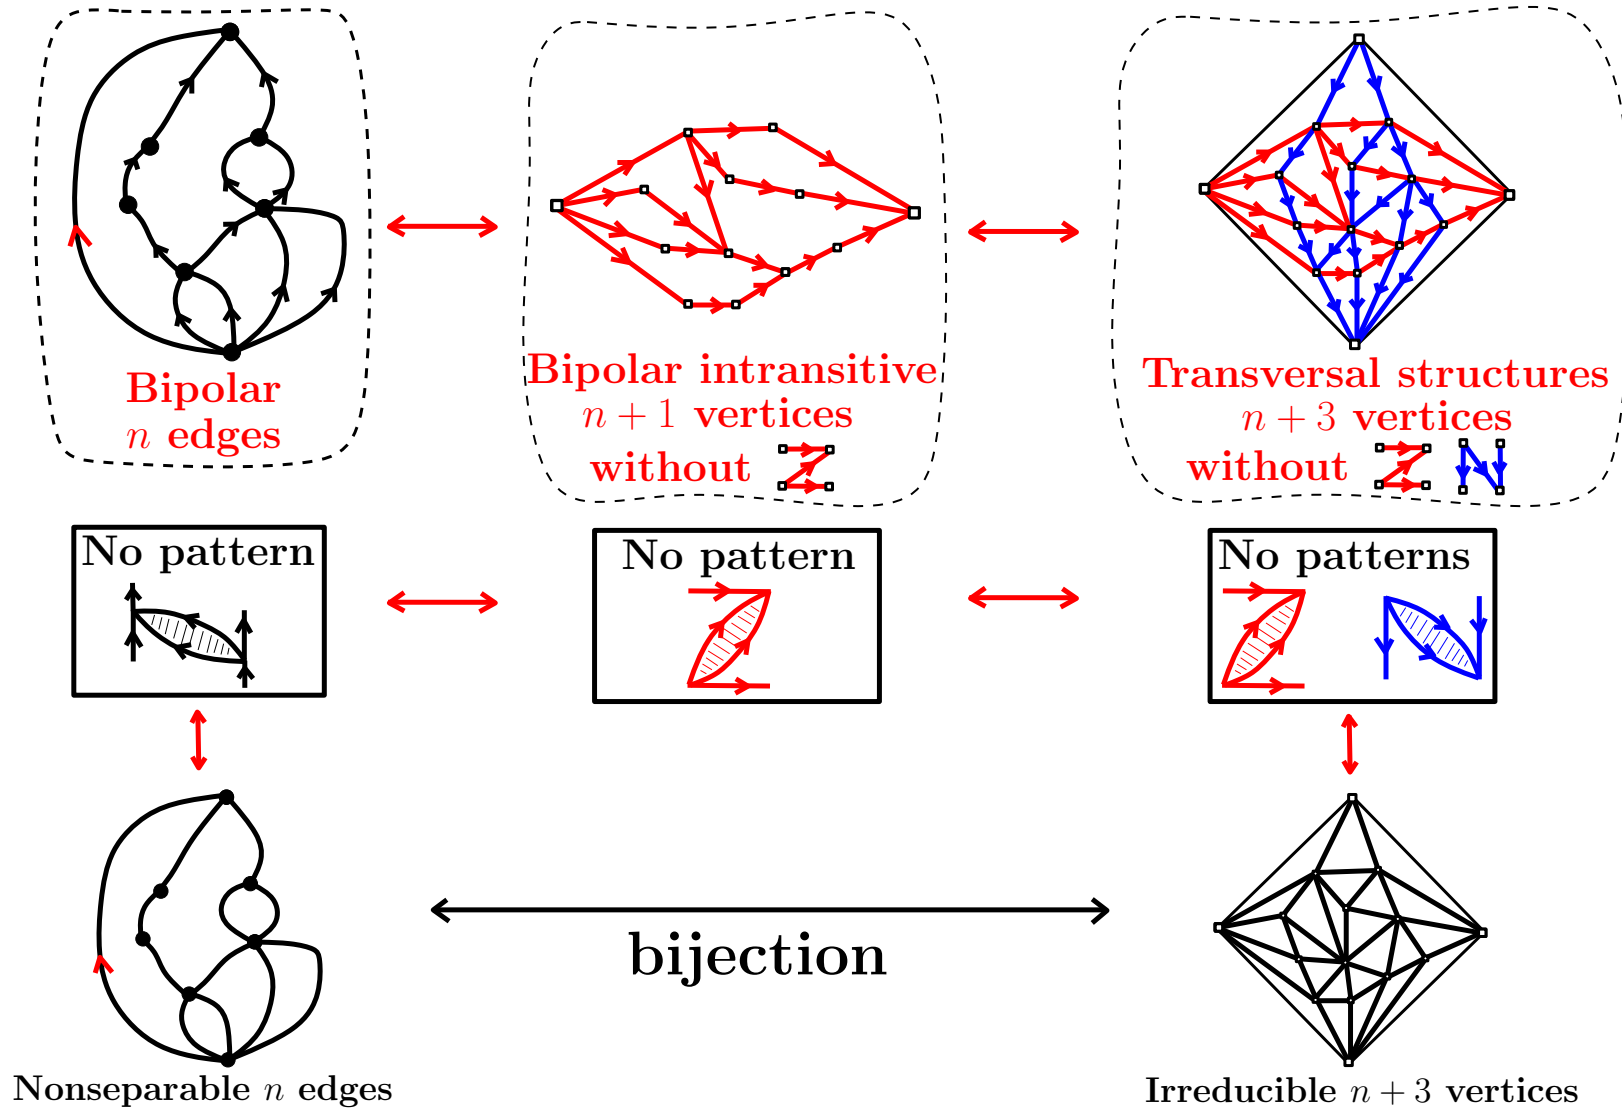 Bipolar
n edges
Bipolar intransitive
n + 1 vertices
without
Transversal structures
n + 3 vertices
without
No pattern
No pattern
No patterns
bijection
Nonseparable n edges
Irreducible n + 3 vertices